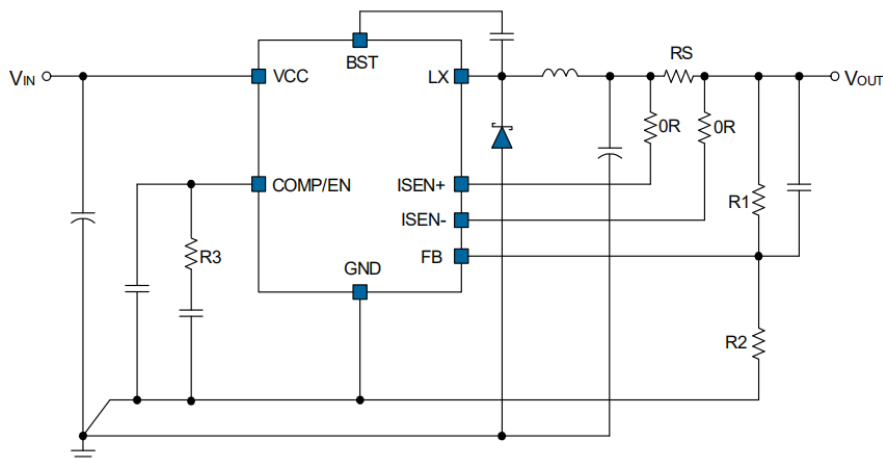 BST
RS
VIN
VCC
LX
VOUT
0R
0R
COMP/EN
ISEN+
ISEN-
R1
R3
FB
GND
R2